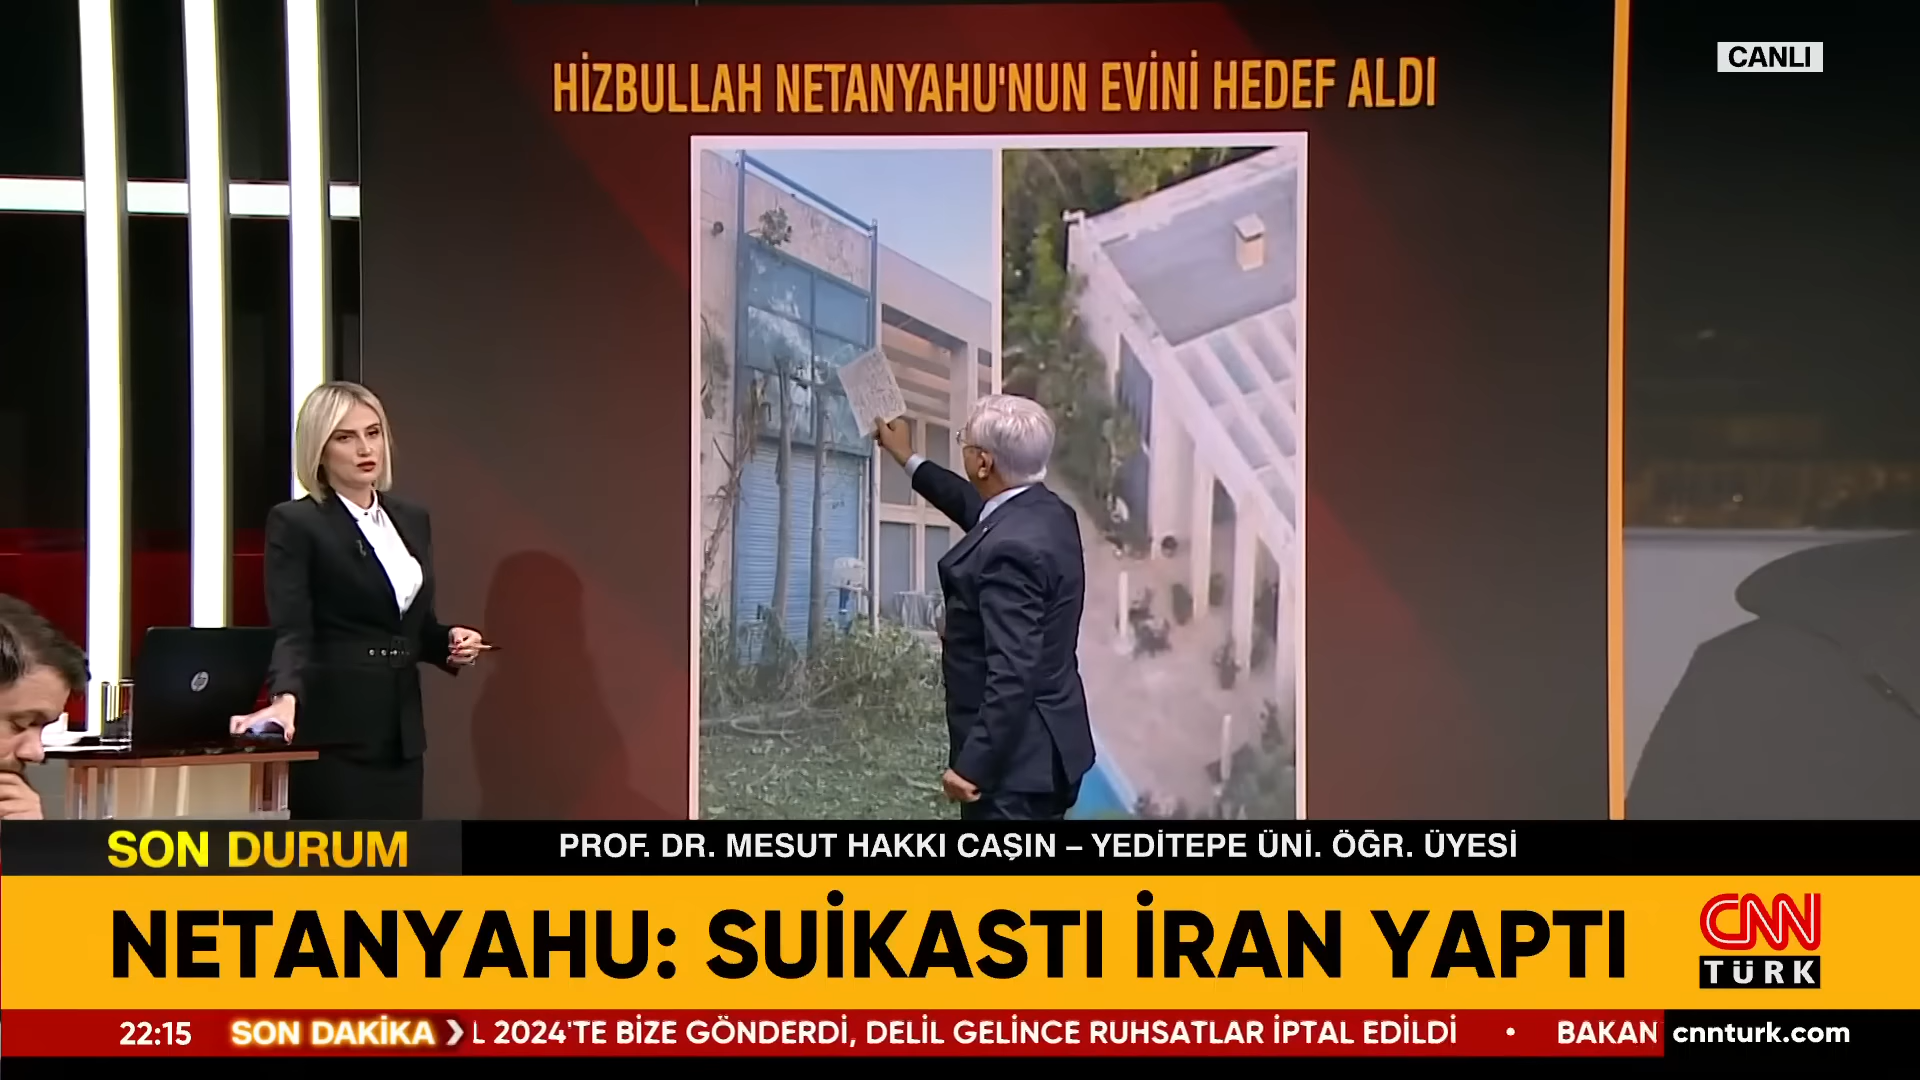 HİZBULLAH NETANYAHU'NUN EVİNİ HEDEF ALDI
CANLI
SON DURUM
PROF. DR. MESUT HAKKI CAŞIN – YEDİTEPE ÜNİ. ÖĞR. ÜYESİ
NETANYAHU: SUİKASTI İRAN YAPTI
CNN
TÜRK
22:15 SON DAKİKA L 2024'TE BİZE GÖNDERDİ, DELİL GELİNCE RUHSATLAR İPTAL EDİLDİ • BAKAN cnnturk.com
hp